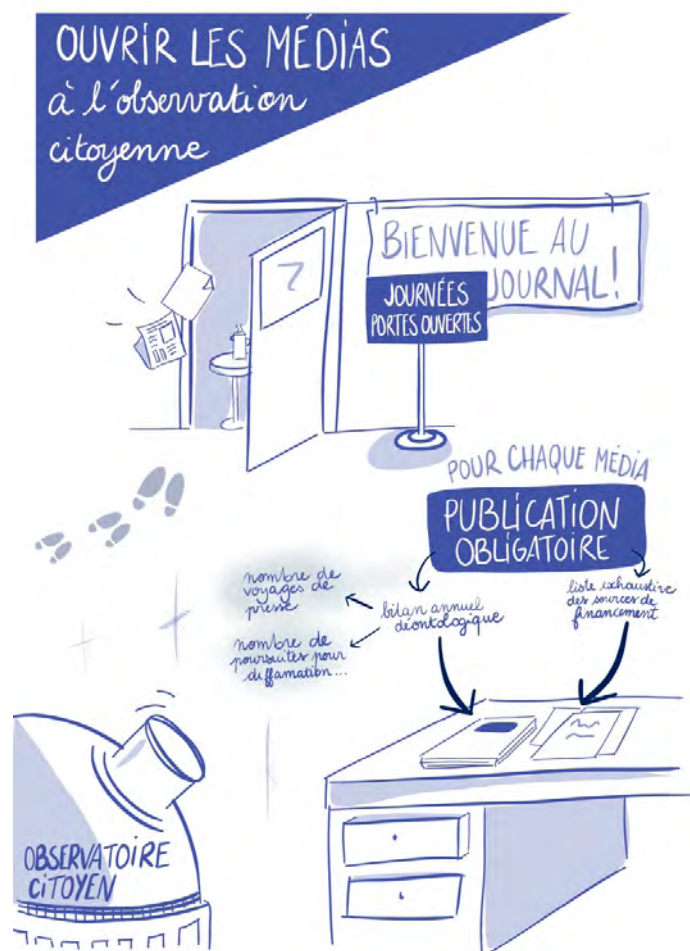 OUVRIR LES MÉDIAS
à l'observation
citoyenne
BIENVENUE AU
JOURNAL!
JOURNÉES
PORTES OUVERTES
POUR CHAQUE MÉDIA
PUBLICATION
OBLIGATOIRE
nombre de
voyages de
presse
nombre de
poursuites pour
diffamation...
bilan annuel
déontologique
liste exhaustive
des sources de
financement
OBSERVATOIRE
CITOYEN